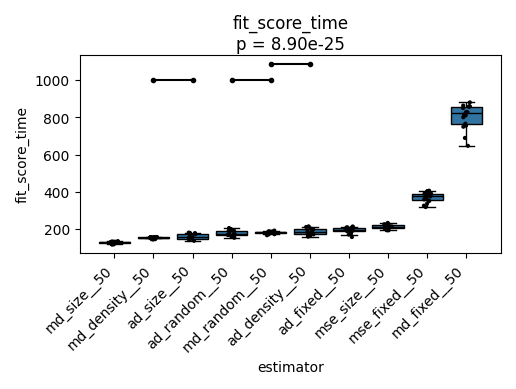 fit_score_time
p = 8.90e-25
fit_score_time
1000
800
600
400
200
md_size__50
md_density__50
ad_size__50
ad_random__50
md_random__50
ad_density__50
ad_fixed__50
mse_size__50
mse_fixed__50
md_fixed__50
estimator